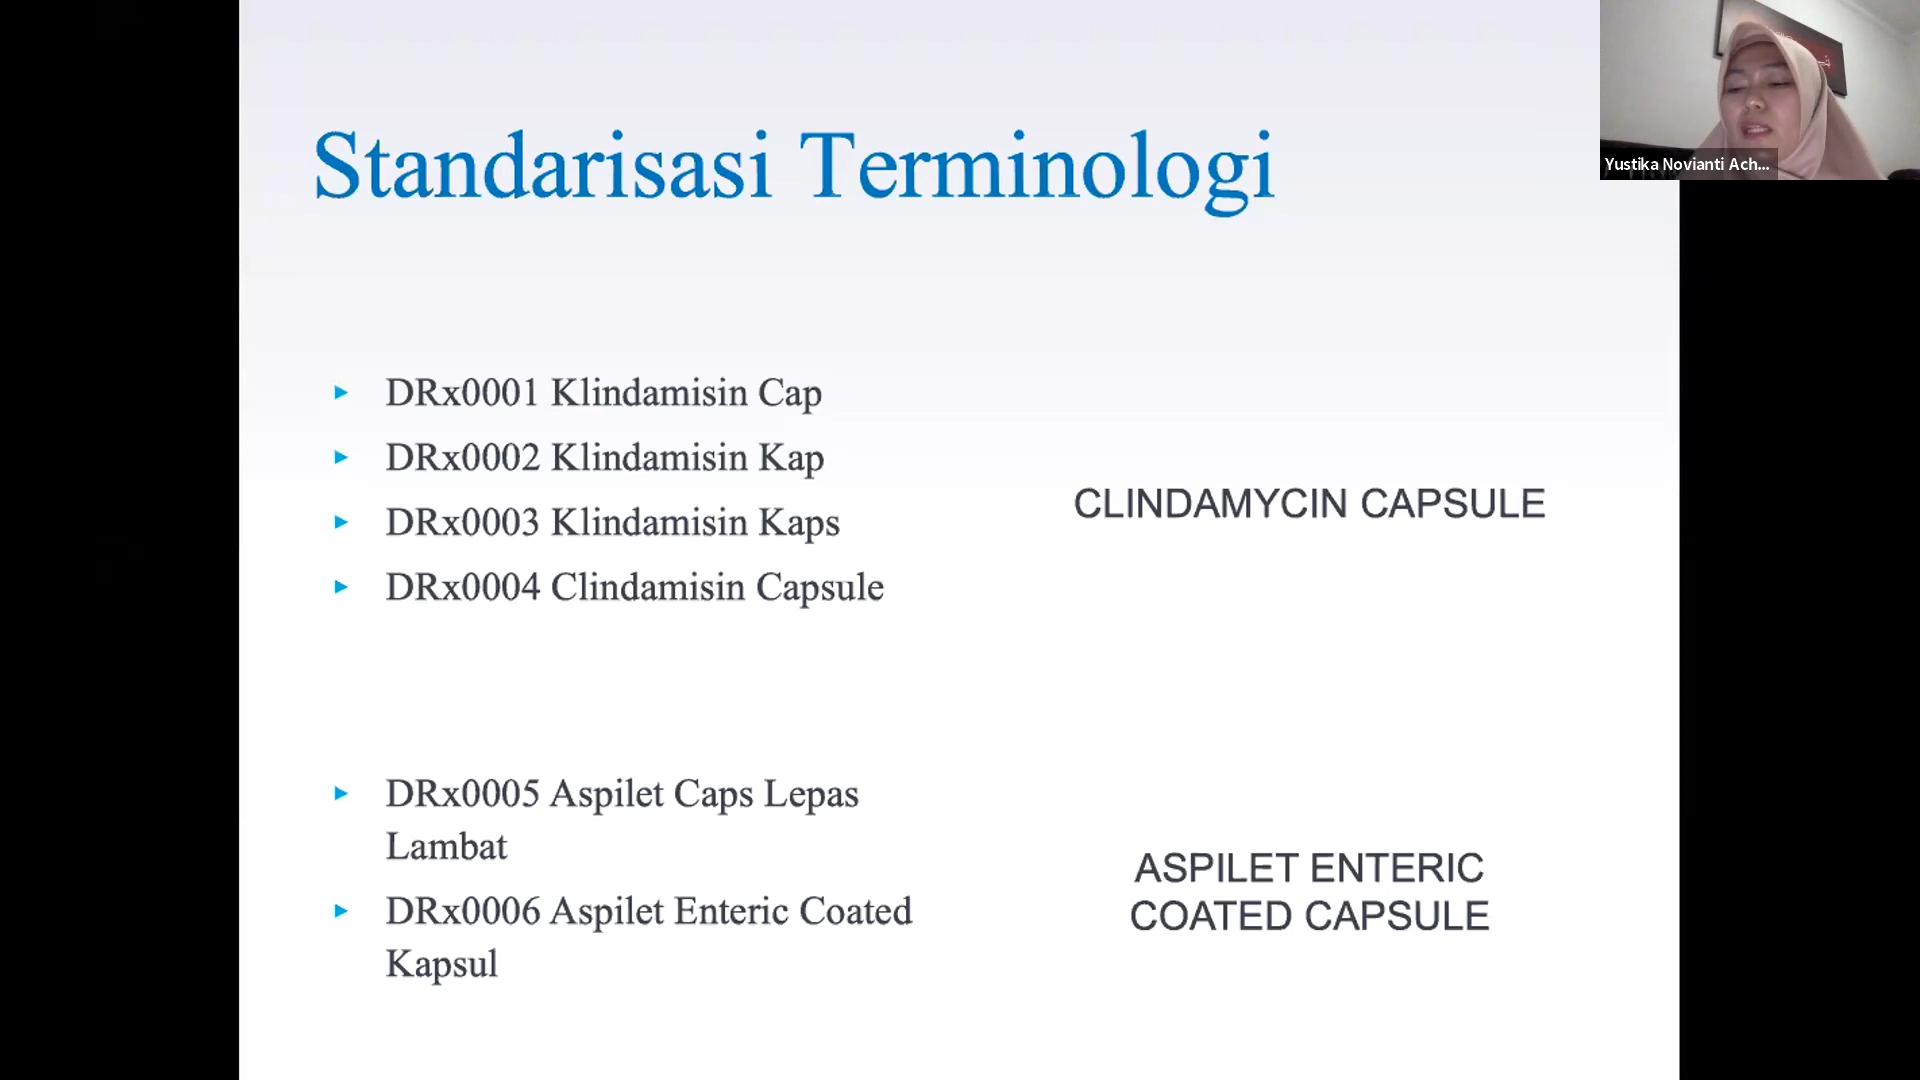 Standarisasi Terminologi
DRx0001 Klindamisin Cap
DRx0002 Klindamisin Kap
DRx0003 Klindamisin Kaps
DRx0004 Clindamisin Capsule
CLINDAMYCIN CAPSULE
DRx0005 Aspilet Caps Lepas
Lambat
DRx0006 Aspilet Enteric Coated
Kapsul
ASPILET ENTERIC
COATED CAPSULE
Yustika Novianti Ach...